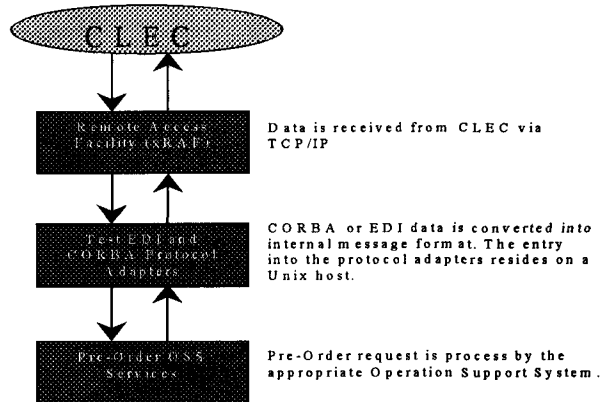 CLEC
Remote Access
Facility (xRAF)
Data is received from CLEC via
TCP/IP
Test EDI and
CORBA Protocol
Adapters
CORBA or EDI data is converted into
internal message format. The entry
into the protocol adapters resides on a
Unix host.
Pre-Order OSS
Services
Pre-Order request is process by the
appropriate Operation Support System.